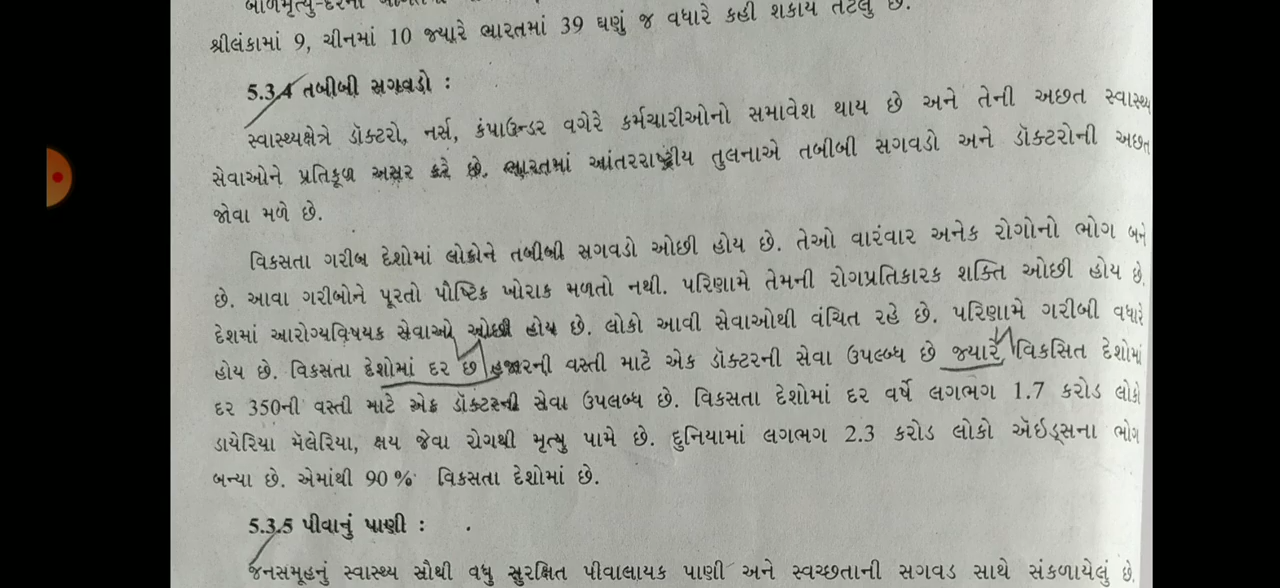 બાળમૃત્યુ-દરની
શ્રીલંકામાં 9, ચીનમાં 10 જ્યારે ભારતમાં 39 ઘણું જ વધારે કહી શકાય તેટલું છે.
5.3.4 તબીબી સગવડો :
સ્વાસ્થ્યક્ષેત્રે ડૉક્ટરો, નર્સ, કંપાઉન્ડર વગેરે કર્મચારીઓનો સમાવેશ થાય છે અને તેની અછત સ્વાસ્થ્ય
સેવાઓને પ્રતિકૂળ અસર કરે છે. ભારતમાં આંતરરાષ્ટ્રીય તુલનાએ તબીબી સગવડો અને ડૉક્ટરોની અછત
જોવા મળે છે.
વિકસતા ગરીબ દેશોમાં લોકોને તબીબી સગવડો ઓછી હોય છે. તેઓ વારંવાર અનેક રોગોનો ભોગ બને
છે. આવા ગરીબોને પૂરતો પૌષ્ટિક ખોરાક મળતો નથી. પરિણામે તેમની રોગપ્રતિકારક શક્તિ ઓછી હોય છે.
દેશમાં આરોગ્યવિષયક સેવાઓ ઓછી હોય છે. લોકો આવી સેવાઓથી વંચિત રહે છે. પરિણામે ગરીબી વધારે
હોય છે. વિકસતા દેશોમાં દર છ હજારની વસ્તી માટે એક ડૉક્ટરની સેવા ઉપલબ્ધ છે જ્યારે વિકસિત દેશોમાં
દર 350ની વસ્તી માટે એક ડૉક્ટરની સેવા ઉપલબ્ધ છે. વિકસતા દેશોમાં દર વર્ષે લગભગ 1.7 કરોડ લોકો
ડાયેરિયા મૅલેરિયા, ક્ષય જેવા રોગથી મૃત્યુ પામે છે. દુનિયામાં લગભગ 2.3 કરોડ લોકો ઍઈડ્સના ભોગ
બન્યા છે. એમાંથી 90 % વિકસતા દેશોમાં છે.
5.3.5 પીવાનું પાણી :
જનસમૂહનું સ્વાસ્થ્ય સૌથી વધુ સુરક્ષિત પીવાલાયક પાણી અને સ્વચ્છતાની સગવડ સાથે સંકળાયેલું છે.